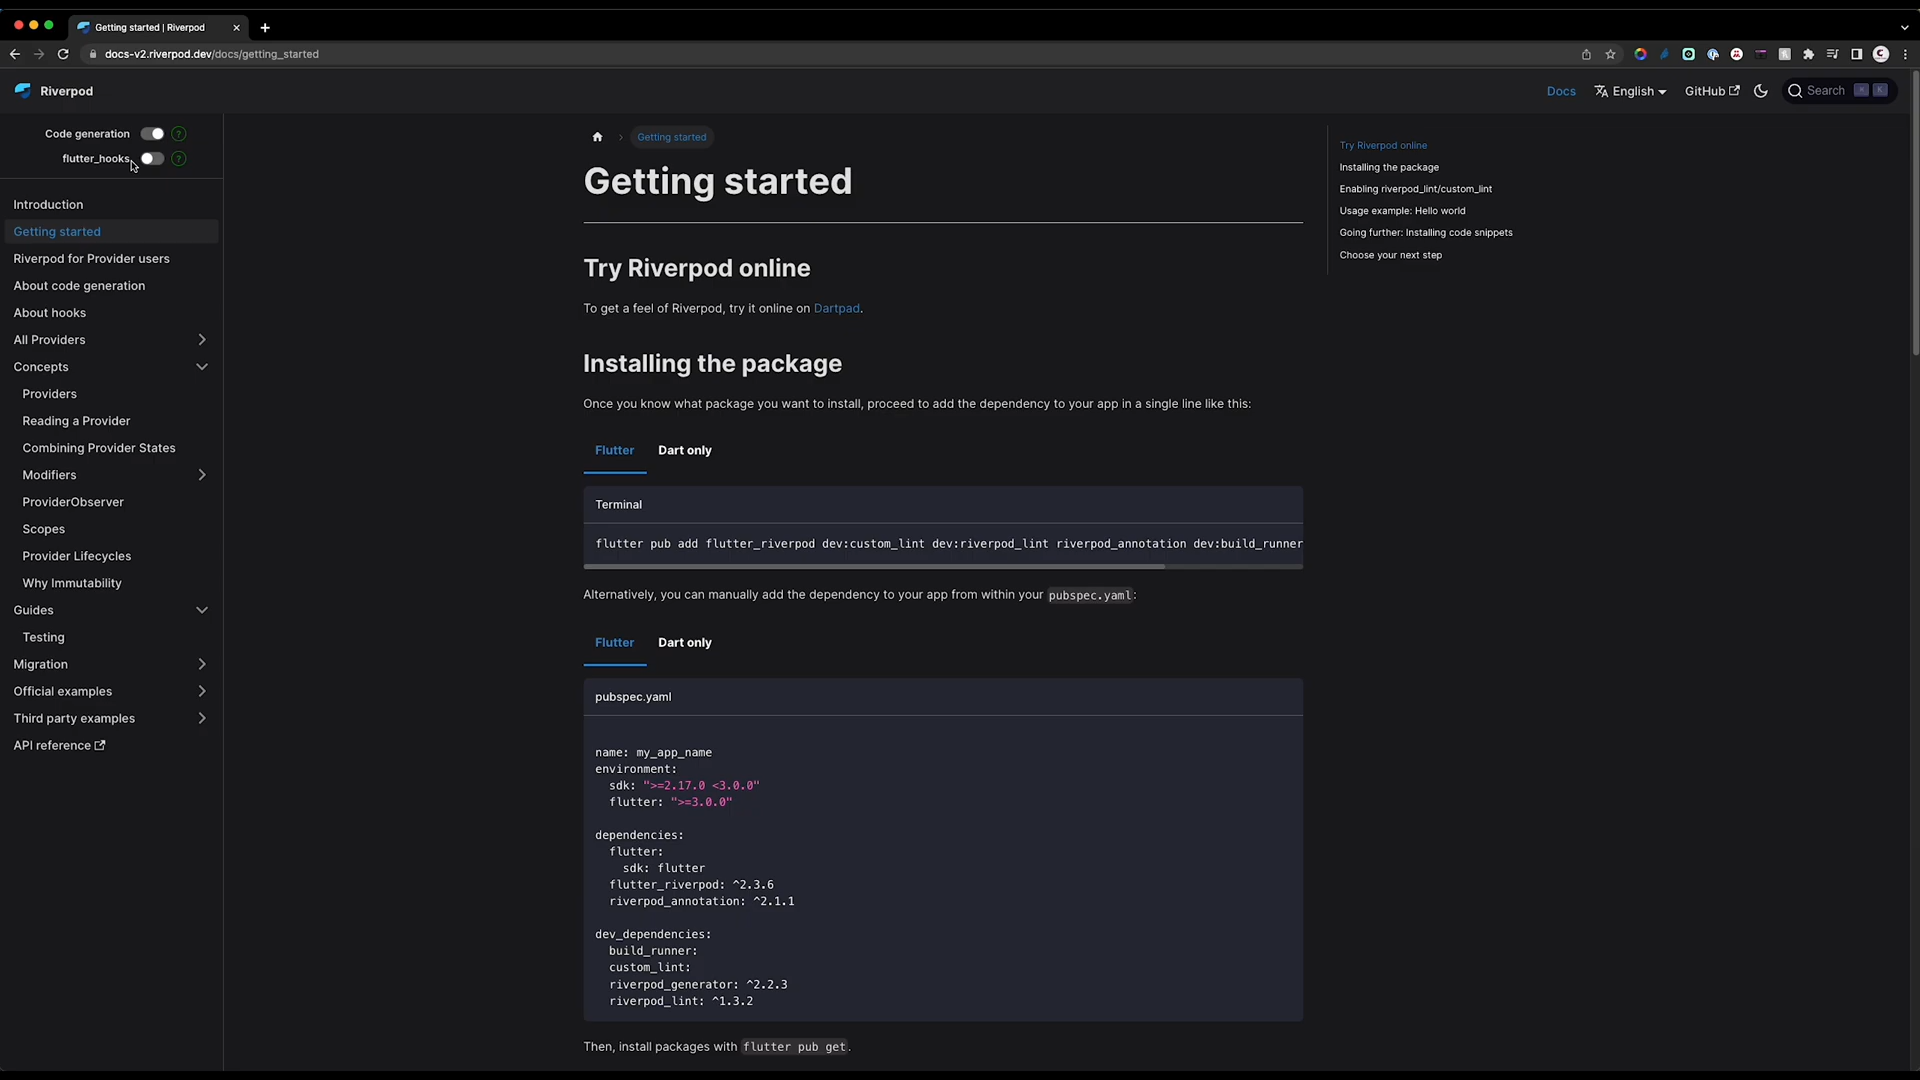 Getting started | Riverpod
docs-v2.riverpod.dev/docs/getting_started
Riverpod
Docs
English
GitHub
Search
K
Code generation
?
flutter_hooks
?
Introduction
Getting started
Riverpod for Provider users
About code generation
About hooks
All Providers
Concepts
Providers
Reading a Provider
Combining Provider States
Modifiers
ProviderObserver
Scopes
Provider Lifecycles
Why Immutability
Guides
Testing
Migration
Official examples
Third party examples
API reference
Getting started
Getting started
Try Riverpod online
To get a feel of Riverpod, try it online on Dartpad.
Installing the package
Once you know what package you want to install, proceed to add the dependency to your app in a single line like this:
Flutter Dart only
Terminal
flutter pub add flutter_riverpod dev:custom_lint dev:riverpod_lint riverpod_annotation dev:build_runner
Alternatively, you can manually add the dependency to your app from within your pubspec.yaml:
Flutter Dart only
pubspec.yaml
name: my_app_name
environment:
sdk: ">=2.17.0 <3.0.0"
flutter: ">=3.0.0"
dependencies:
flutter:
sdk: flutter
flutter_riverpod: ^2.3.6
riverpod_annotation: ^2.1.1
dev_dependencies:
build_runner:
custom_lint:
riverpod_generator: ^2.2.3
riverpod_lint: ^1.3.2
Then, install packages with flutter pub get.
Try Riverpod online
Installing the package
Enabling riverpod_lint/custom_lint
Usage example: Hello world
Going further: Installing code snippets
Choose your next step